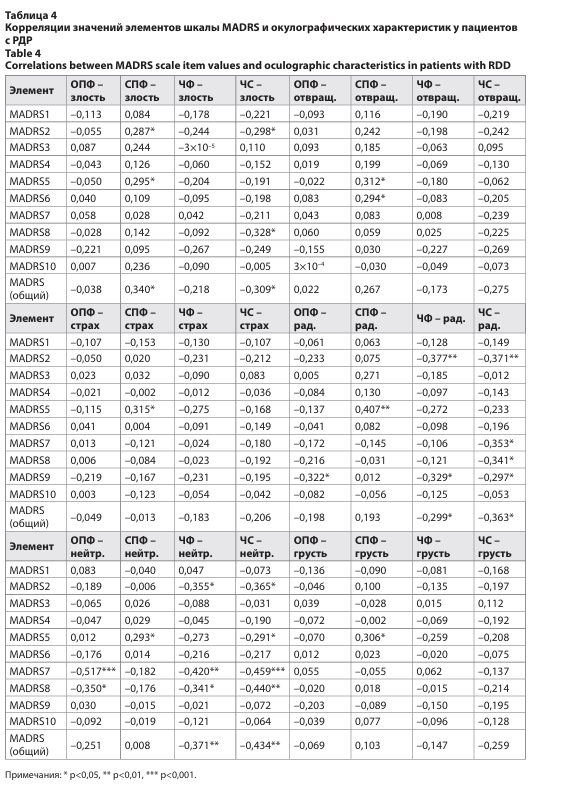 Таблица 4
Корреляции значений элементов шкалы MADRS и окулографических характеристик у пациентов
с РДР
Table 4
Correlations between MADRS scale item values and oculographic characteristics in patients with RDD
Элемент ОПФ – злость СПФ – злость ЧФ – злость ЧС – злость ОПФ – отвращ. СПФ – отвращ. ЧФ – отвращ. ЧС – отвращ.
MADRS1 –0,113 0,084 –0,178 –0,221 –0,093 0,116 –0,190 –0,219
MADRS2 –0,055 0,287* –0,244 –0,298* 0,031 0,242 –0,198 –0,242
MADRS3 0,087 0,244 –3×10⁻⁵ 0,110 0,093 0,185 –0,063 0,095
MADRS4 –0,043 0,126 –0,060 –0,152 0,019 0,199 –0,069 –0,130
MADRS5 –0,050 0,295* –0,204 –0,191 –0,022 0,312* –0,180 –0,062
MADRS6 0,040 0,109 –0,095 –0,198 0,083 0,294* –0,083 –0,205
MADRS7 0,058 0,028 0,042 –0,211 0,043 0,083 0,008 –0,239
MADRS8 –0,028 0,142 –0,092 –0,328* 0,060 0,059 0,025 –0,225
MADRS9 –0,221 0,095 –0,267 –0,249 –0,155 0,030 –0,227 –0,269
MADRS10 0,007 0,236 –0,090 –0,005 3×10⁻⁴ –0,030 –0,049 –0,073
MADRS (общий) –0,038 0,340* –0,218 –0,309* 0,022 0,267 –0,173 –0,275
Элемент ОПФ – страх СПФ – страх ЧФ – страх ЧС – страх ОПФ – рад. СПФ – рад. ЧФ – рад. ЧС – рад.
MADRS1 –0,107 –0,153 –0,130 –0,107 –0,061 0,063 –0,128 –0,149
MADRS2 –0,050 0,020 –0,231 –0,212 –0,233 0,075 –0,377** –0,371**
MADRS3 0,023 0,032 –0,090 0,083 0,005 0,271 –0,185 –0,012
MADRS4 –0,021 –0,002 –0,012 –0,036 –0,084 0,130 –0,097 –0,143
MADRS5 –0,115 0,315* –0,275 –0,168 –0,137 0,407** –0,272 –0,233
MADRS6 0,041 0,004 –0,091 –0,149 –0,041 0,082 –0,098 –0,196
MADRS7 0,013 –0,121 –0,024 –0,180 –0,172 –0,145 –0,106 –0,353*
MADRS8 0,006 –0,084 –0,023 –0,192 –0,216 –0,031 –0,121 –0,341*
MADRS9 –0,219 –0,167 –0,231 –0,195 –0,322* 0,012 –0,329* –0,297*
MADRS10 0,003 –0,123 –0,054 –0,042 –0,082 –0,056 –0,125 –0,053
MADRS (общий) –0,049 –0,013 –0,183 –0,206 –0,198 0,193 –0,299* –0,363*
Элемент ОПФ – нейтр. СПФ – нейтр. ЧФ – нейтр. ЧС – нейтр. ОПФ – грусть СПФ – грусть ЧФ – грусть ЧС – грусть
MADRS1 0,083 –0,040 0,047 –0,073 –0,136 –0,090 –0,081 –0,168
MADRS2 –0,189 –0,006 –0,355* –0,365* –0,046 0,100 –0,135 –0,197
MADRS3 –0,065 0,026 –0,088 –0,031 0,039 –0,028 0,015 0,112
MADRS4 –0,047 0,029 –0,045 –0,190 –0,072 –0,002 –0,069 –0,192
MADRS5 0,012 0,293* –0,273 –0,291* –0,070 0,306* –0,259 –0,208
MADRS6 –0,176 0,014 –0,216 –0,217 0,012 0,023 –0,020 –0,075
MADRS7 –0,517*** –0,182 –0,420** –0,459*** 0,055 –0,055 0,062 –0,137
MADRS8 –0,350* –0,176 –0,341* –0,440** –0,020 0,018 –0,015 –0,214
MADRS9 0,030 –0,015 –0,021 –0,072 –0,203 –0,089 –0,150 –0,195
MADRS10 –0,092 –0,019 –0,121 –0,064 –0,039 0,077 –0,096 –0,128
MADRS (общий) –0,251 0,008 –0,371** –0,434** –0,069 0,103 –0,147 –0,259
Примечания: * p<0,05, ** p<0,01, *** p<0,001.